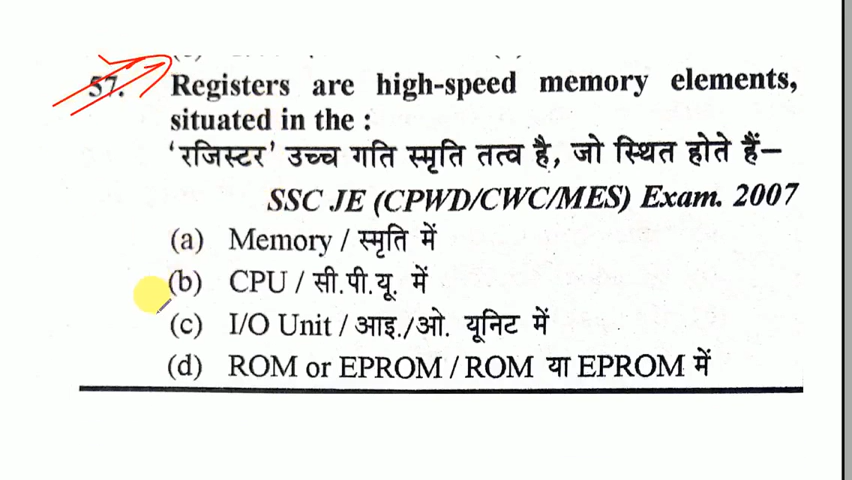 57. Registers are high-speed memory elements,
situated in the :
‘रजिस्टर’ उच्च गति स्मृति तत्व है, जो स्थित होते हैं–
SSC JE (CPWD/CWC/MES) Exam. 2007
(a) Memory / स्मृति में
(b) CPU / सी.पी.यू. में
(c) I/O Unit / आइ./ओ. यूनिट में
(d) ROM or EPROM / ROM या EPROM में